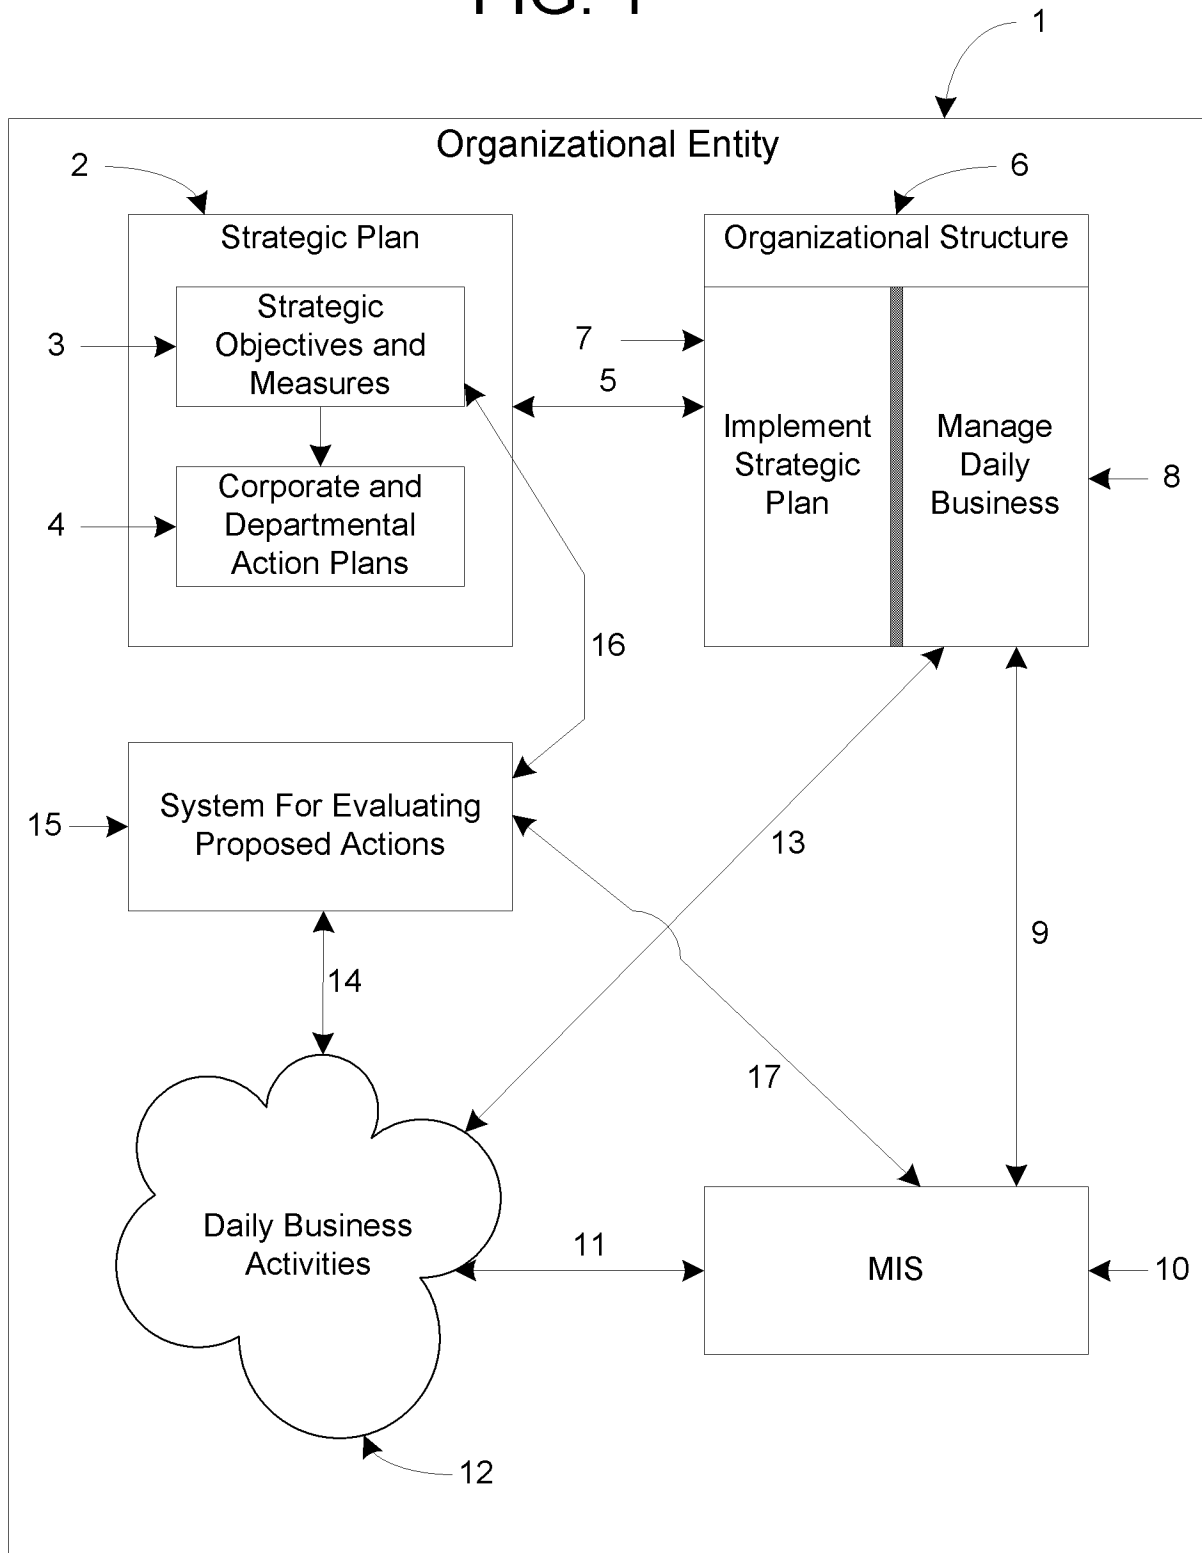 1
Organizational Entity
2
6
Strategic Plan
Organizational Structure
Strategic
Objectives and
Measures
3
7
5
Implement
Strategic
Plan
Manage
Daily
Business
8
Corporate and
Departmental
Action Plans
4
16
System For Evaluating
Proposed Actions
15
13
9
14
17
Daily Business
Activities
11
MIS
10
12